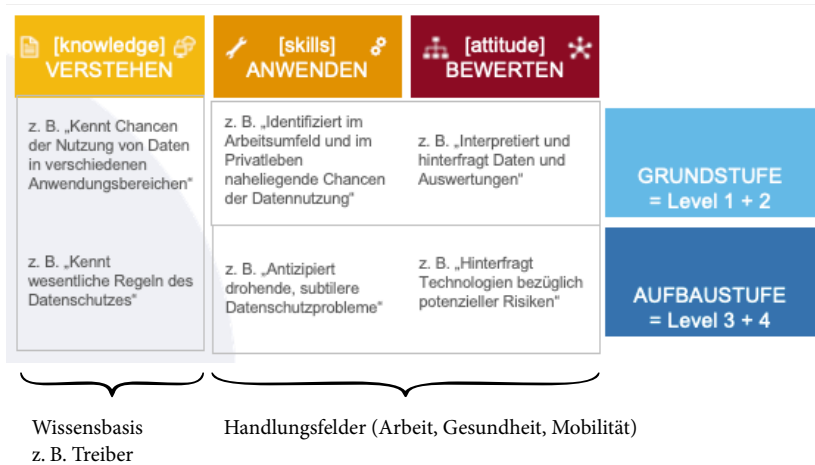 [knowledge]
VERSTEHEN
[skills]
ANWENDEN
[attitude]
BEWERTEN
z. B. „Kennt Chancen
der Nutzung von Daten
in verschiedenen
Anwendungsbereichen“
z. B. „Identifiziert im
Arbeitsumfeld und im
Privatleben
naheliegende Chancen
der Datennutzung“
z. B. „Interpretiert und
hinterfragt Daten und
Auswertungen“
GRUNDSTUFE
= Level 1 + 2
z. B. „Kennt
wesentliche Regeln des
Datenschutzes“
z. B. „Antizipiert
drohende, subtilere
Datenschutzprobleme“
z. B. „Hinterfragt
Technologien bezüglich
potenzieller Risiken“
AUFBAUSTUFE
= Level 3 + 4
Wissensbasis
z. B. Treiber
Handlungsfelder (Arbeit, Gesundheit, Mobilität)